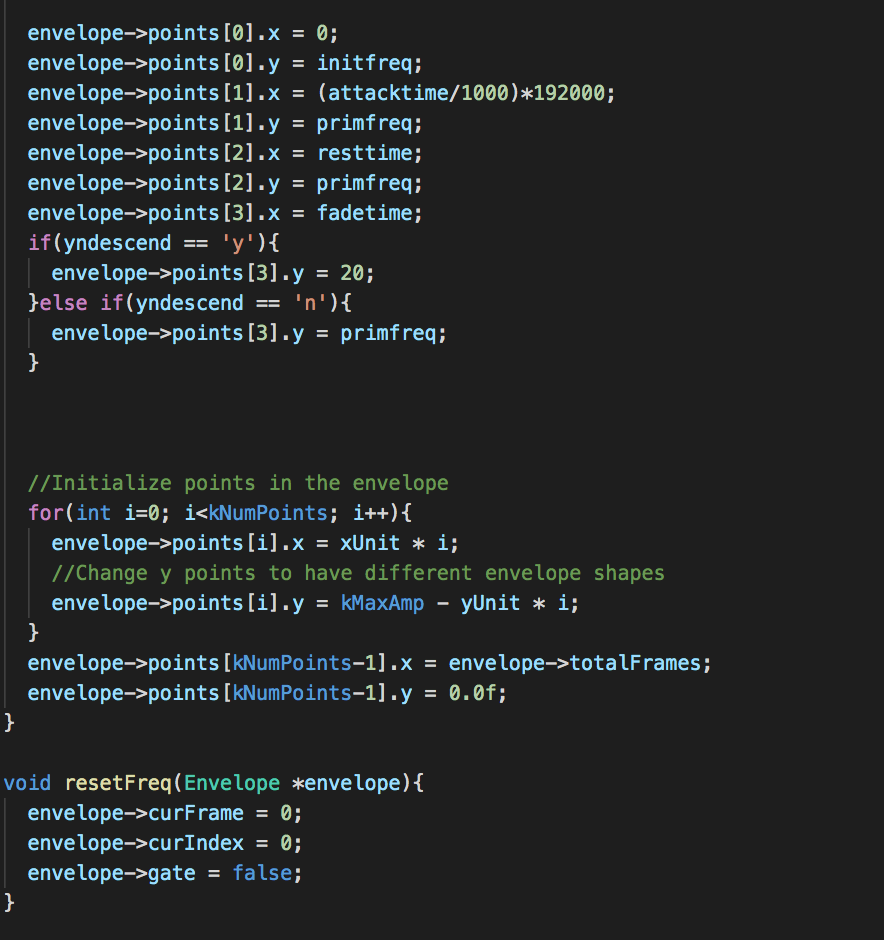 envelope->points[0].x = 0;
envelope->points[0].y = initfreq;
envelope->points[1].x = (attacktime/1000)*192000;
envelope->points[1].y = primfreq;
envelope->points[2].x = resttime;
envelope->points[2].y = primfreq;
envelope->points[3].x = fadetime;
if(yndescend == 'y'){
envelope->points[3].y = 20;
}else if(yndescend == 'n'){
envelope->points[3].y = primfreq;
}
//Initialize points in the envelope
for(int i=0; i<kNumPoints; i++){
envelope->points[i].x = xUnit * i;
//Change y points to have different envelope shapes
envelope->points[i].y = kMaxAmp - yUnit * i;
}
envelope->points[kNumPoints-1].x = envelope->totalFrames;
envelope->points[kNumPoints-1].y = 0.0f;
}
void resetFreq(Envelope *envelope){
envelope->curFrame = 0;
envelope->curIndex = 0;
envelope->gate = false;
}